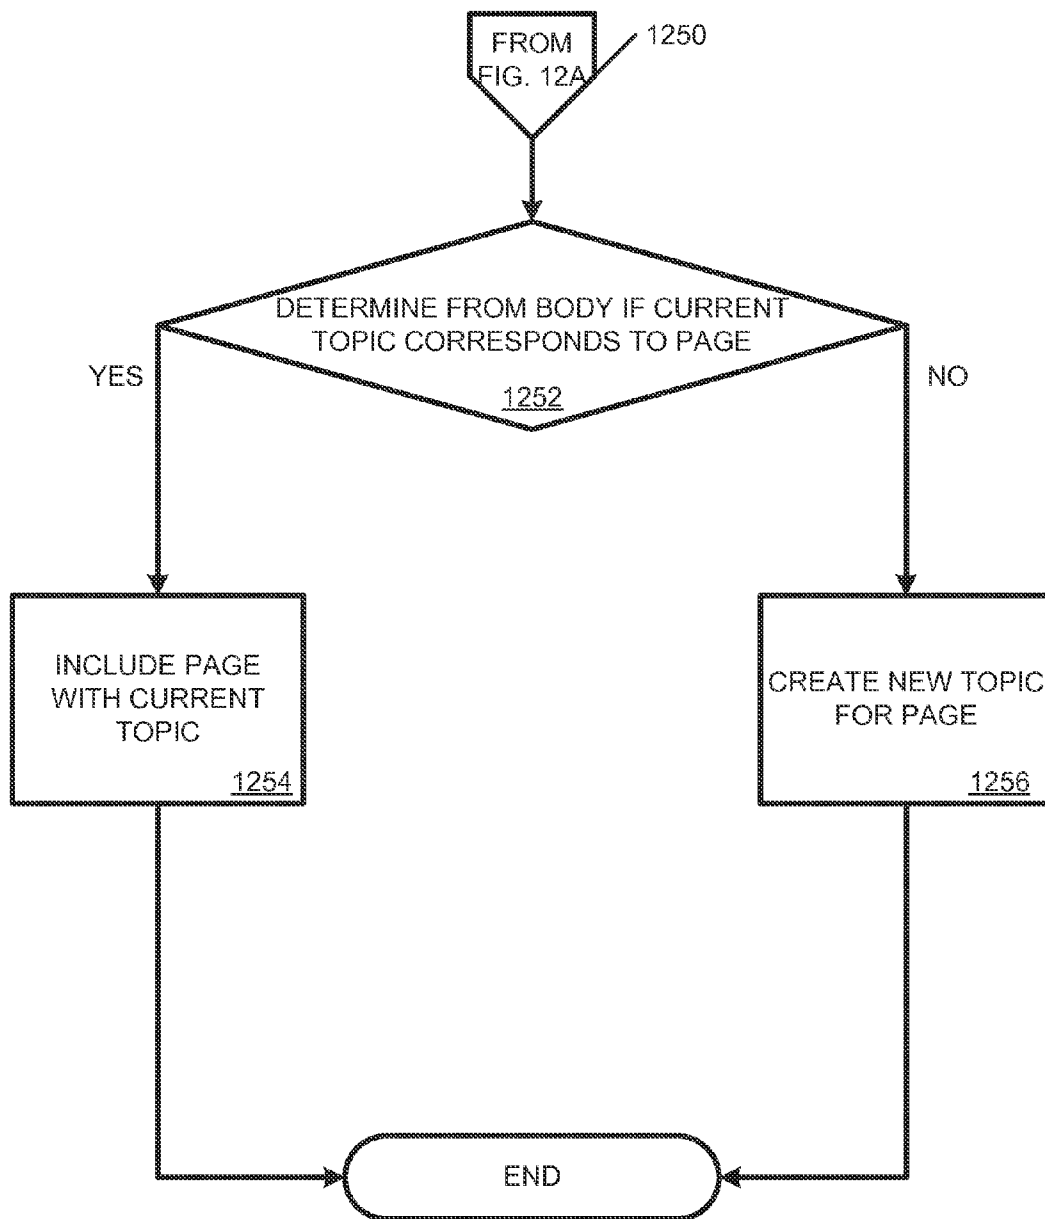 FROM
FIG. 12A
1250
DETERMINE FROM BODY IF CURRENT
TOPIC CORRESPONDS TO PAGE
1252
YES
NO
INCLUDE PAGE
WITH CURRENT
TOPIC
1254
CREATE NEW TOPIC
FOR PAGE
1256
END